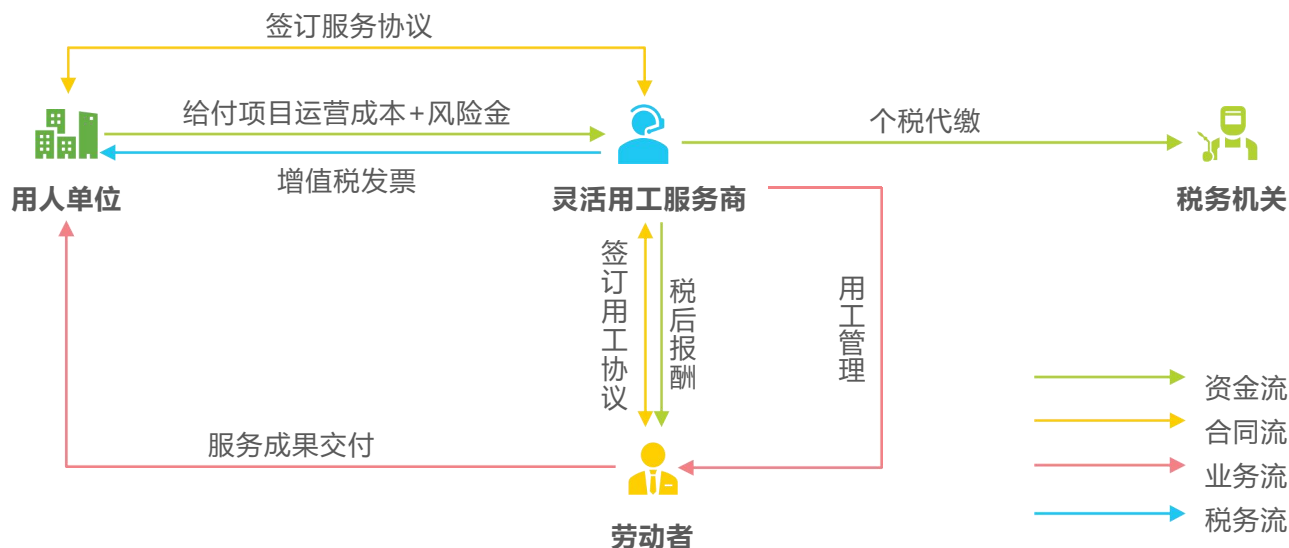 签订服务协议
给付项目运营成本+风险金
个税代缴
增值税发票
用人单位
灵活用工服务商
税务机关
签订用工协议
税后报酬
用工管理
服务成果交付
劳动者
资金流
合同流
业务流
税务流